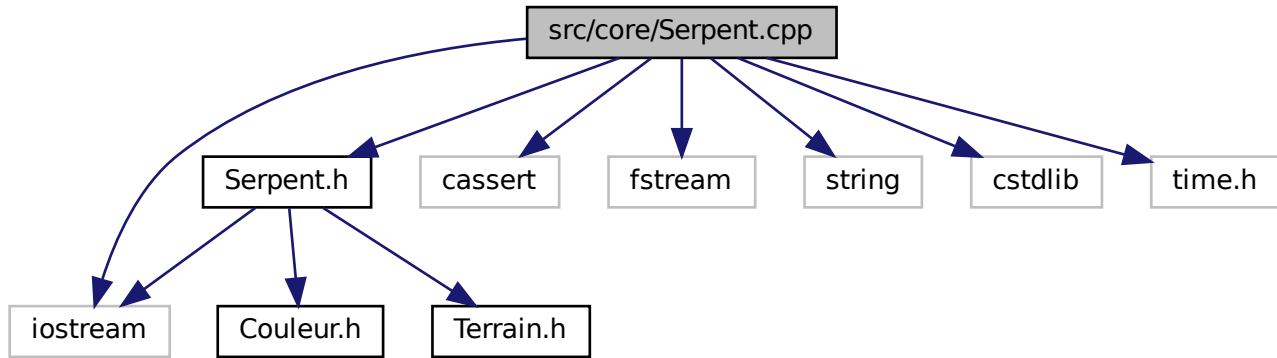 src/core/Serpent.cpp
Serpent.h
cassert
fstream
string
cstdlib
time.h
iostream
Couleur.h
Terrain.h